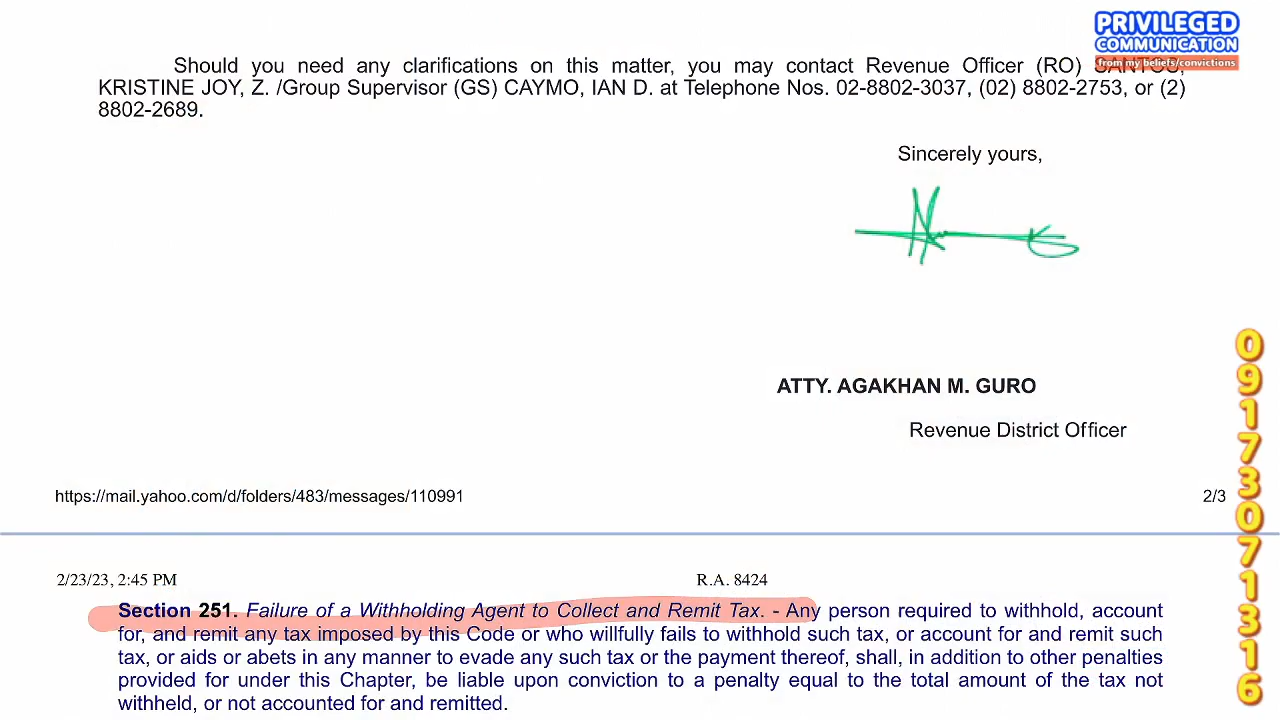 PRIVILEGED
COMMUNICATION
from my beliefs/convictions
Should you need any clarifications on this matter, you may contact Revenue Officer (RO) SANTOS,
KRISTINE JOY, Z. /Group Supervisor (GS) CAYMO, IAN D. at Telephone Nos. 02-8802-3037, (02) 8802-2753, or (2)
8802-2689.
Sincerely yours,
ATTY. AGAKHAN M. GURO
Revenue District Officer
https://mail.yahoo.com/d/folders/483/messages/110991 2/3
2/23/23, 2:45 PM R.A. 8424
Section 251. Failure of a Withholding Agent to Collect and Remit Tax. - Any person required to withhold, account
for, and remit any tax imposed by this Code or who willfully fails to withhold such tax, or account for and remit such
tax, or aids or abets in any manner to evade any such tax or the payment thereof, shall, in addition to other penalties
provided for under this Chapter, be liable upon conviction to a penalty equal to the total amount of the tax not
withheld, or not accounted for and remitted.
09173071316